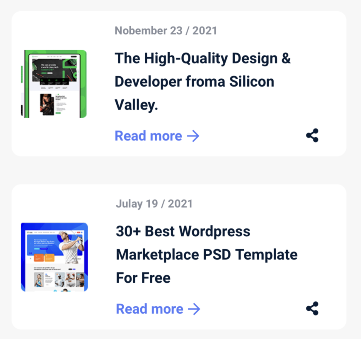 Nobember 23 / 2021
The High-Quality Design &
Developer froma Silicon
Valley.
Read more
Julay 19 / 2021
30+ Best Wordpress
Marketplace PSD Template
For Free
Read more